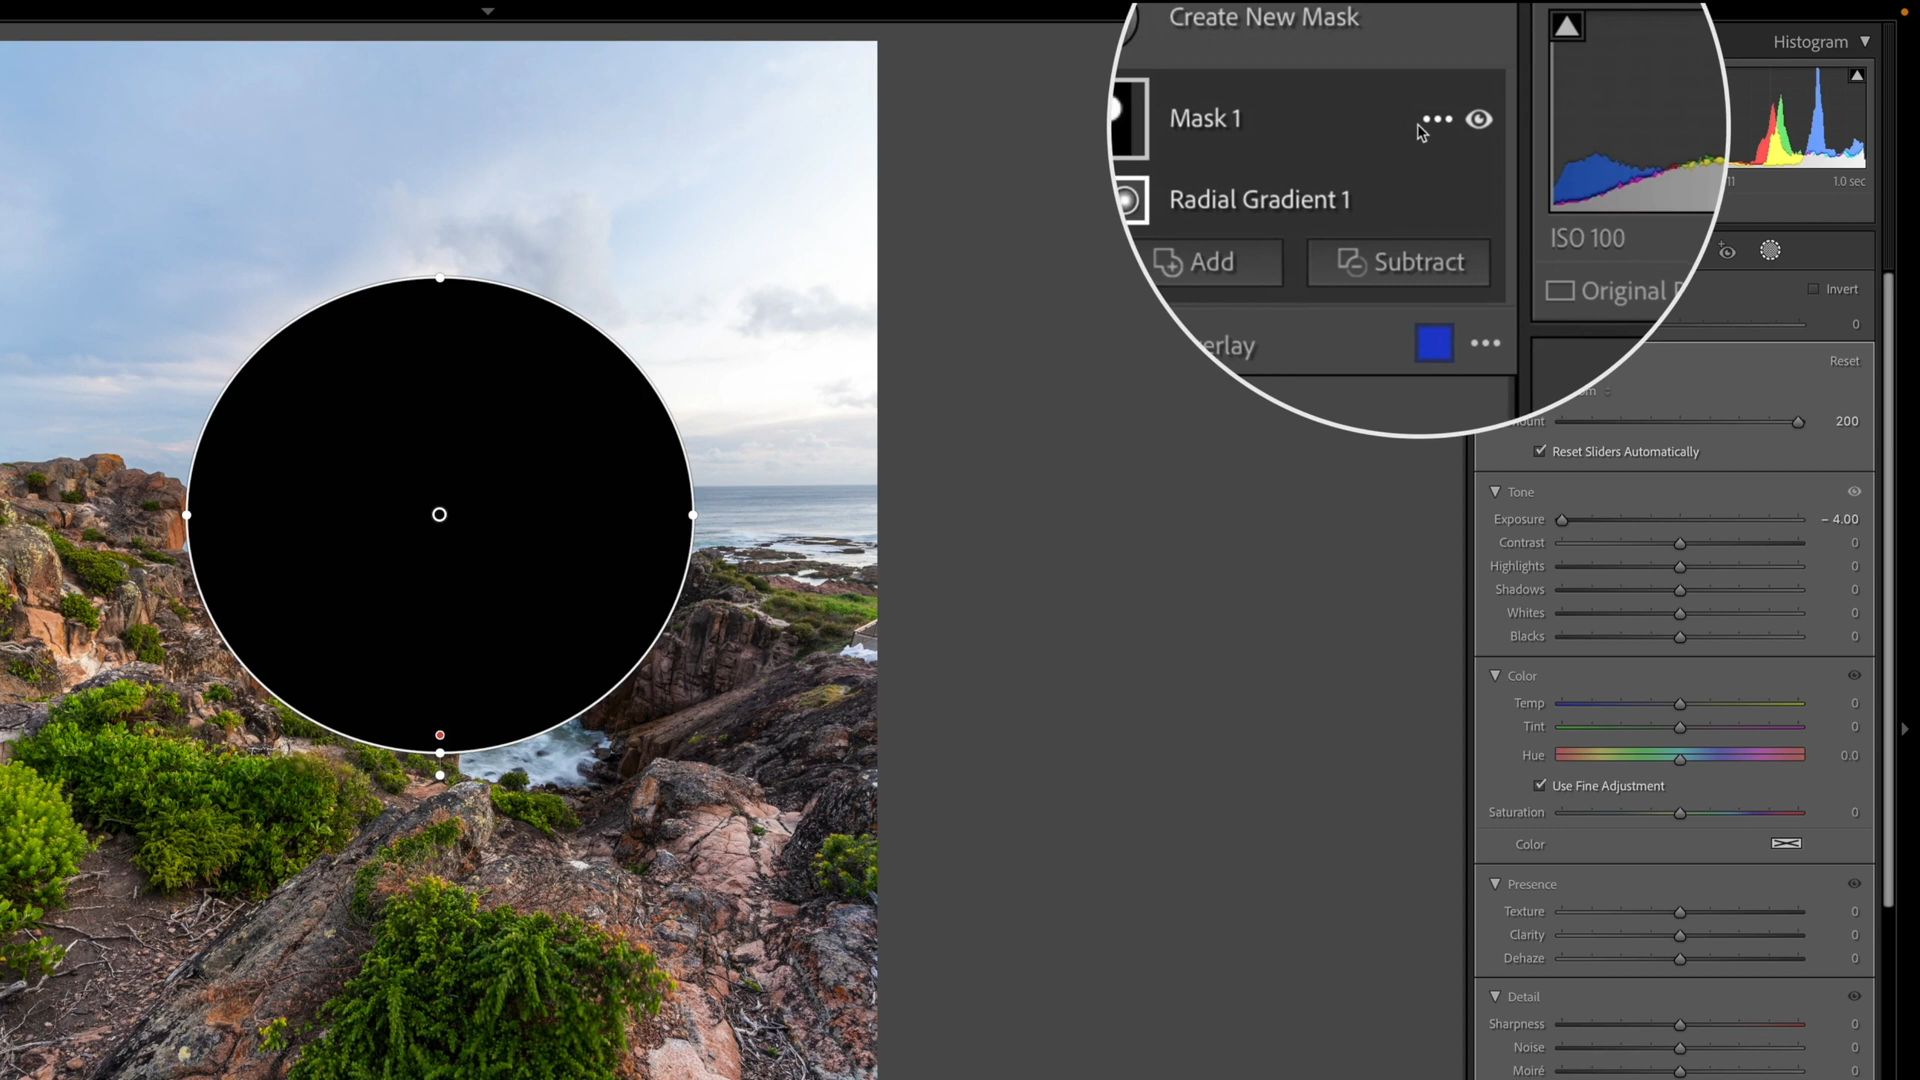 Create New Mask
Histogram
Mask 1
11
1.0 sec
Radial Gradient 1
ISO 100
Add
Subtract
Original
Invert
0
erlay
Reset
200
Reset Sliders Automatically
Tone
Exposure
– 4.00
Contrast
0
Highlights
0
Shadows
0
Whites
0
Blacks
0
Color
Temp
0
Tint
0
Hue
0.0
Use Fine Adjustment
Saturation
0
Color
Presence
Texture
0
Clarity
0
Dehaze
0
Detail
Sharpness
0
Noise
0
Moiré
0